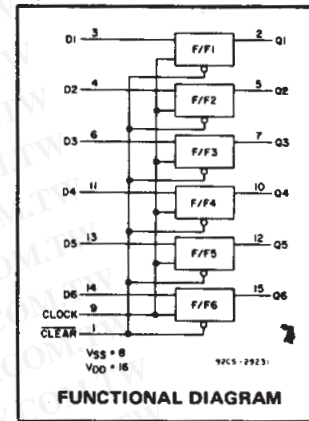 D1 3 F/F1 2 Q1
D2 4 F/F2 5 Q2
D3 6 F/F3 7 Q3
D4 11 F/F4 10 Q4
D5 13 F/F5 12 Q5
D6 14 F/F6 15 Q6
CLOCK 9
CLEAR 1
VSS = 8
VDD = 16
92CS-29231
FUNCTIONAL DIAGRAM
COM.TW